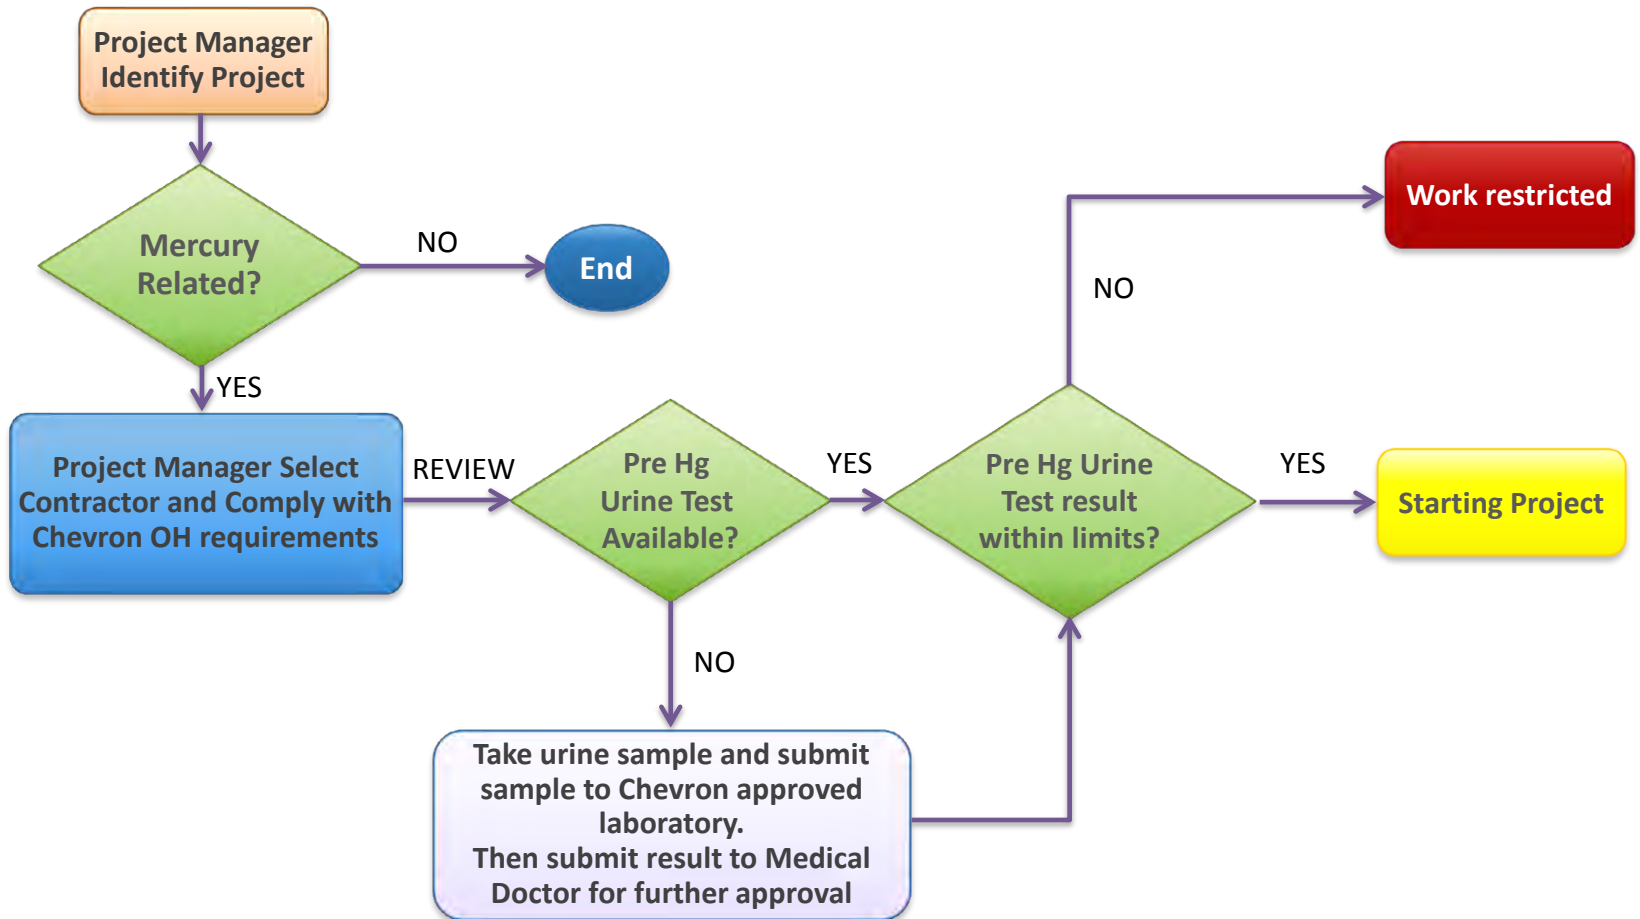 Project Manager
Identify Project
Mercury
Related?
NO
End
YES
Project Manager Select
Contractor and Comply with
Chevron OH requirements
REVIEW
Pre Hg
Urine Test
Available?
YES
NO
Take urine sample and submit
sample to Chevron approved
laboratory.
Then submit result to Medical
Doctor for further approval
Pre Hg Urine
Test result
within limits?
NO
Work restricted
YES
Starting Project